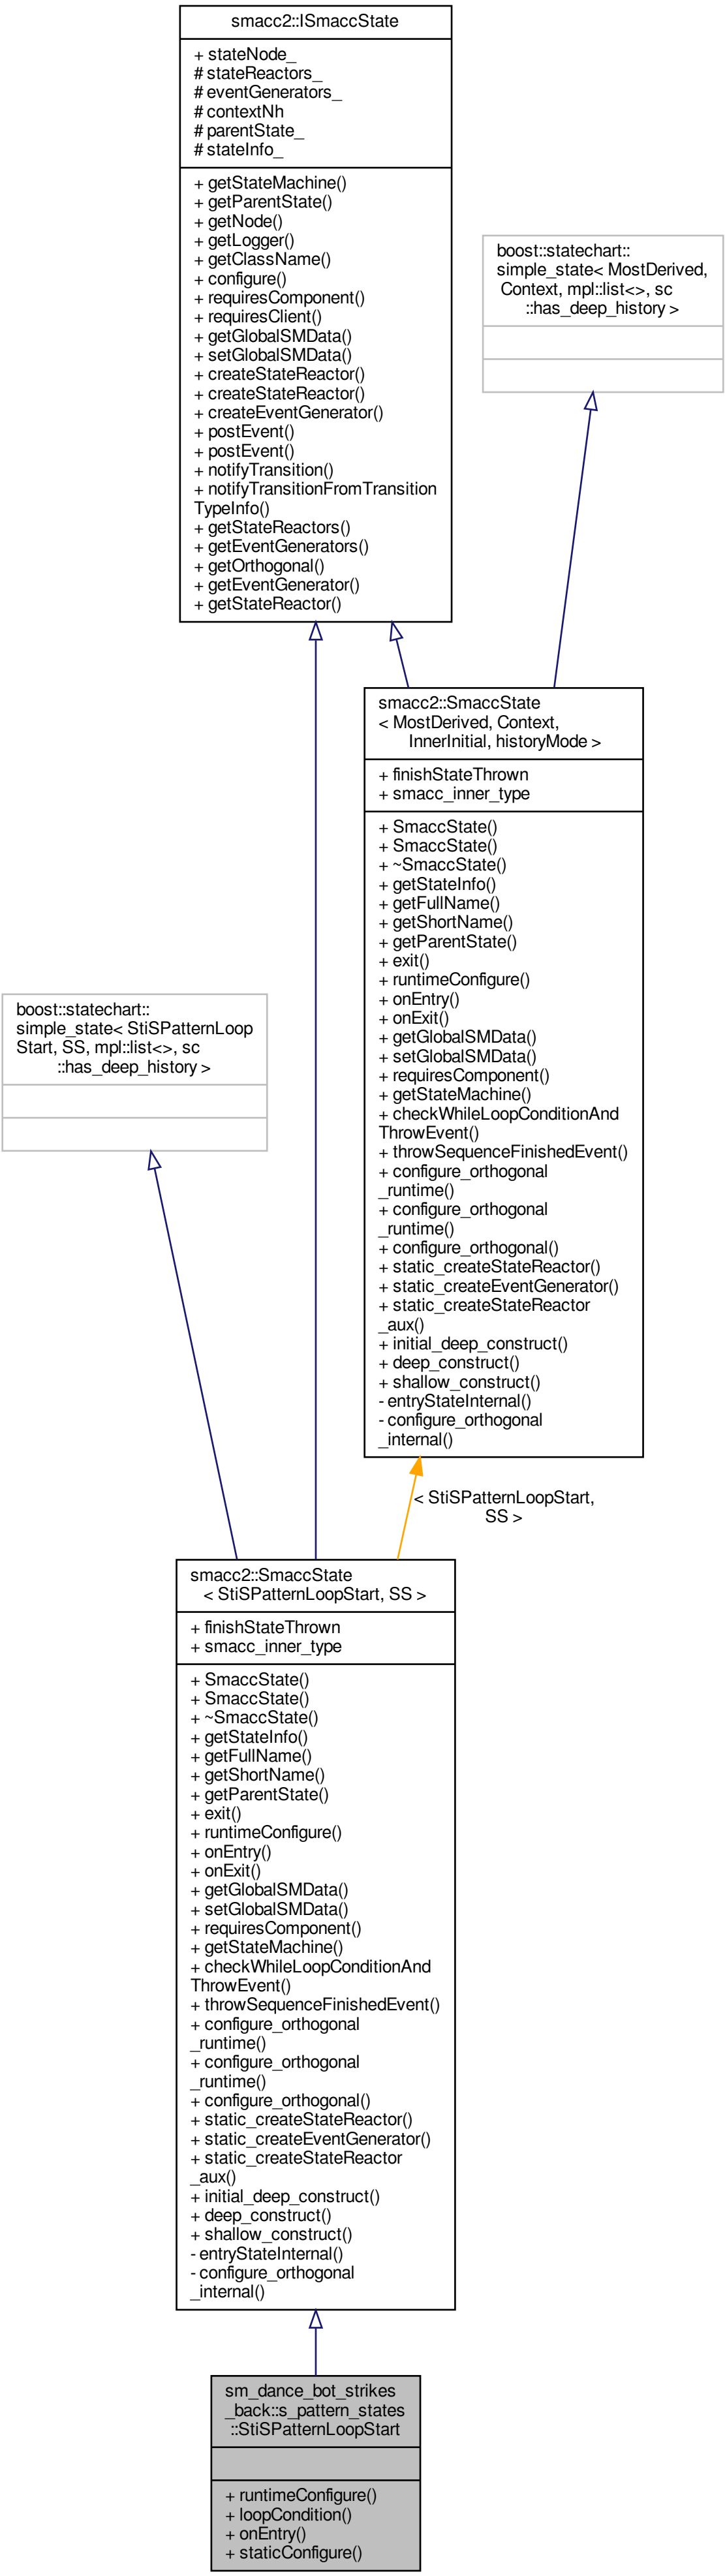 smacc2::ISmaccState
+ stateNode_
# stateReactors_
# eventGenerators_
# contextNh
# parentState_
# stateInfo_
+ getStateMachine()
+ getParentState()
+ getNode()
+ getLogger()
+ getClassName()
+ configure()
+ requiresComponent()
+ requiresClient()
+ getGlobalSMData()
+ setGlobalSMData()
+ createStateReactor()
+ createStateReactor()
+ createEventGenerator()
+ postEvent()
+ postEvent()
+ notifyTransition()
+ notifyTransitionFromTransition
TypeInfo()
+ getStateReactors()
+ getEventGenerators()
+ getOrthogonal()
+ getEventGenerator()
+ getStateReactor()
boost::statechart::
simple_state< MostDerived,
Context, mpl::list<>, sc
::has_deep_history >
smacc2::SmaccState
< MostDerived, Context,
InnerInitial, historyMode >
+ finishStateThrown
+ smacc_inner_type
+ SmaccState()
+ SmaccState()
+ ~SmaccState()
+ getStateInfo()
+ getFullName()
+ getShortName()
+ getParentState()
+ exit()
+ runtimeConfigure()
+ onEntry()
+ onExit()
+ getGlobalSMData()
+ setGlobalSMData()
+ requiresComponent()
+ getStateMachine()
+ checkWhileLoopConditionAnd
ThrowEvent()
+ throwSequenceFinishedEvent()
+ configure_orthogonal
_runtime()
+ configure_orthogonal
_runtime()
+ configure_orthogonal()
+ static_createStateReactor()
+ static_createEventGenerator()
+ static_createStateReactor
_aux()
+ initial_deep_construct()
+ deep_construct()
+ shallow_construct()
- entryStateInternal()
- configure_orthogonal
_internal()
boost::statechart::
simple_state< StiSPatternLoop
Start, SS, mpl::list<>, sc
::has_deep_history >
< StiSPatternLoopStart,
SS >
smacc2::SmaccState
< StiSPatternLoopStart, SS >
+ finishStateThrown
+ smacc_inner_type
+ SmaccState()
+ SmaccState()
+ ~SmaccState()
+ getStateInfo()
+ getFullName()
+ getShortName()
+ getParentState()
+ exit()
+ runtimeConfigure()
+ onEntry()
+ onExit()
+ getGlobalSMData()
+ setGlobalSMData()
+ requiresComponent()
+ getStateMachine()
+ checkWhileLoopConditionAnd
ThrowEvent()
+ throwSequenceFinishedEvent()
+ configure_orthogonal
_runtime()
+ configure_orthogonal
_runtime()
+ configure_orthogonal()
+ static_createStateReactor()
+ static_createEventGenerator()
+ static_createStateReactor
_aux()
+ initial_deep_construct()
+ deep_construct()
+ shallow_construct()
- entryStateInternal()
- configure_orthogonal
_internal()
sm_dance_bot_strikes
_back::s_pattern_states
::StiSPatternLoopStart
+ runtimeConfigure()
+ loopCondition()
+ onEntry()
+ staticConfigure()